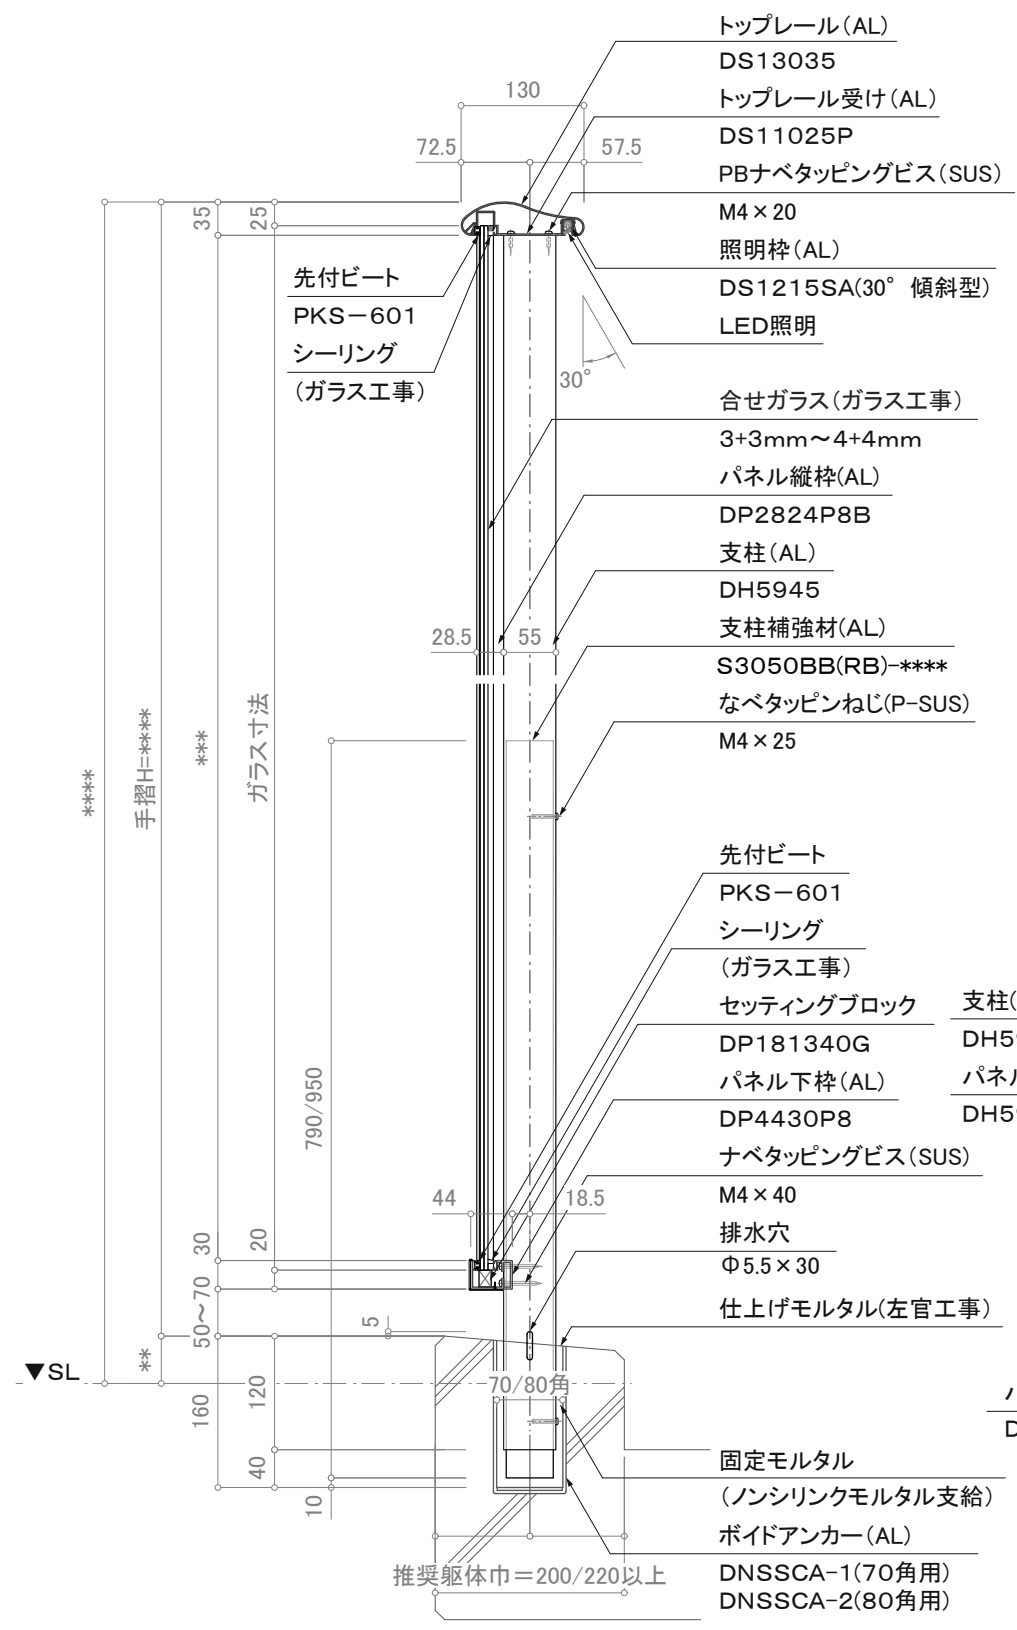 トップレール(AL)
DS13035
トップレール受け(AL)
DS11025P
PBナベタッピングビス(SUS)
M4×20
照明枠(AL)
DS1215SA(30°傾斜型)
LED照明
130
72.5
57.5
35
25
先付ビート
PKS-601
シーリング
(ガラス工事)
30°
合せガラス(ガラス工事)
3+3mm~4+4mm
パネル縦枠(AL)
DP2824P8B
支柱(AL)
DH5945
支柱補強材(AL)
S3050BB(RB)-****
なベタッピンねじ(P-SUS)
M4×25
28.5
55
****
手摺H=****
***
ガラス寸法
790/950
先付ビート
PKS-601
シーリング
(ガラス工事)
セッティングブロック
DP181340G
パネル下枠(AL)
DP4430P8
ナベタッピングビス(SUS)
M4×40
排水穴
Φ5.5×30
仕上げモルタル(左官工事)
支柱(
DH5
パネル
DH5
44
18.5
30
20
50~70
5
**
▼SL
160
120
40
10
70/80角
D
固定モルタル
(ノンシリンクモルタル支給)
ボイドアンカー(AL)
DNSSCA-1(70角用)
DNSSCA-2(80角用)
推奨躯体巾=200/220以上